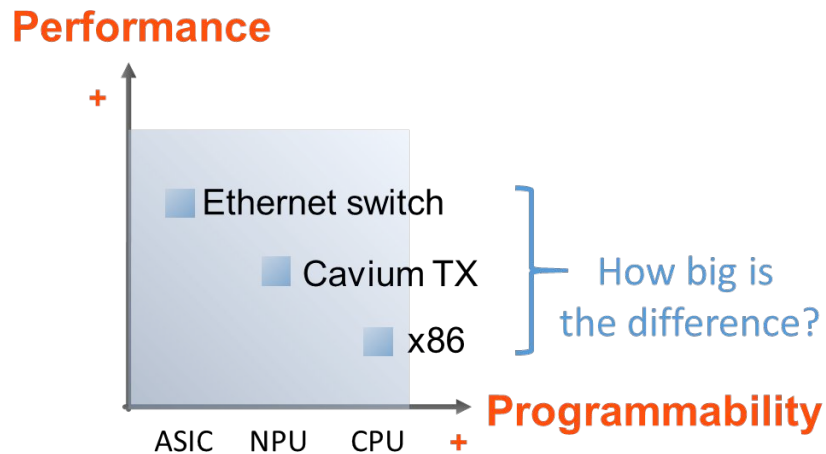 Performance
+
Ethernet switch
Cavium TX
How big is
the difference?
x86
Programmability
ASIC NPU CPU +